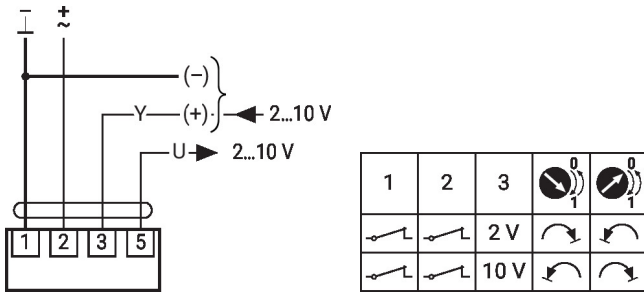 − +
⊥ ~
(−)
Y (+) 2...10 V
U 2...10 V
1 2 3 5
1 2 3 0 1 0 1
2 V
10 V